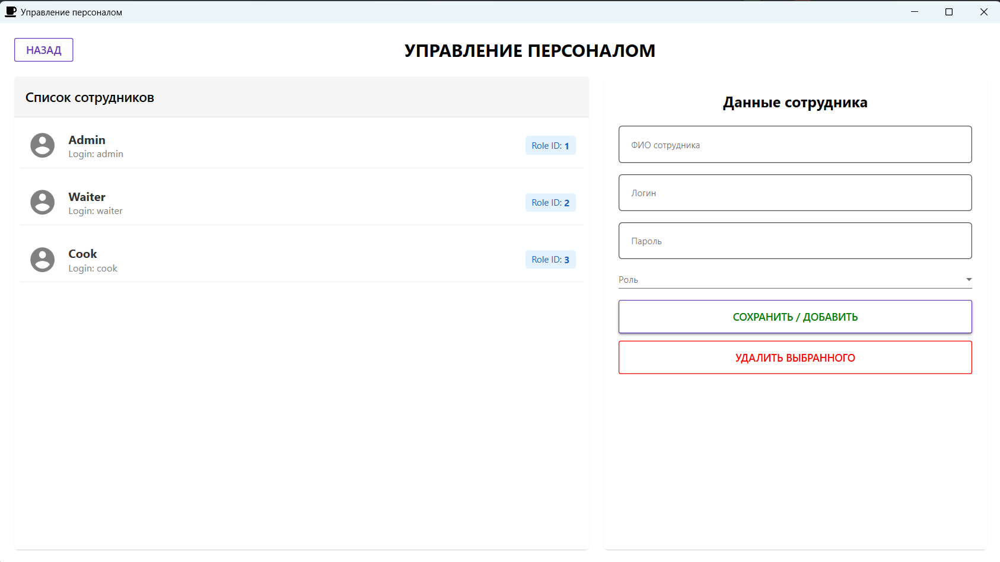 Управление персоналом
НАЗАД
УПРАВЛЕНИЕ ПЕРСОНАЛОМ
Список сотрудников
Admin
Login: admin
Role ID: 1
Waiter
Login: waiter
Role ID: 2
Cook
Login: cook
Role ID: 3
Данные сотрудника
ФИО сотрудника
Логин
Пароль
Роль
СОХРАНИТЬ / ДОБАВИТЬ
УДАЛИТЬ ВЫБРАННОГО